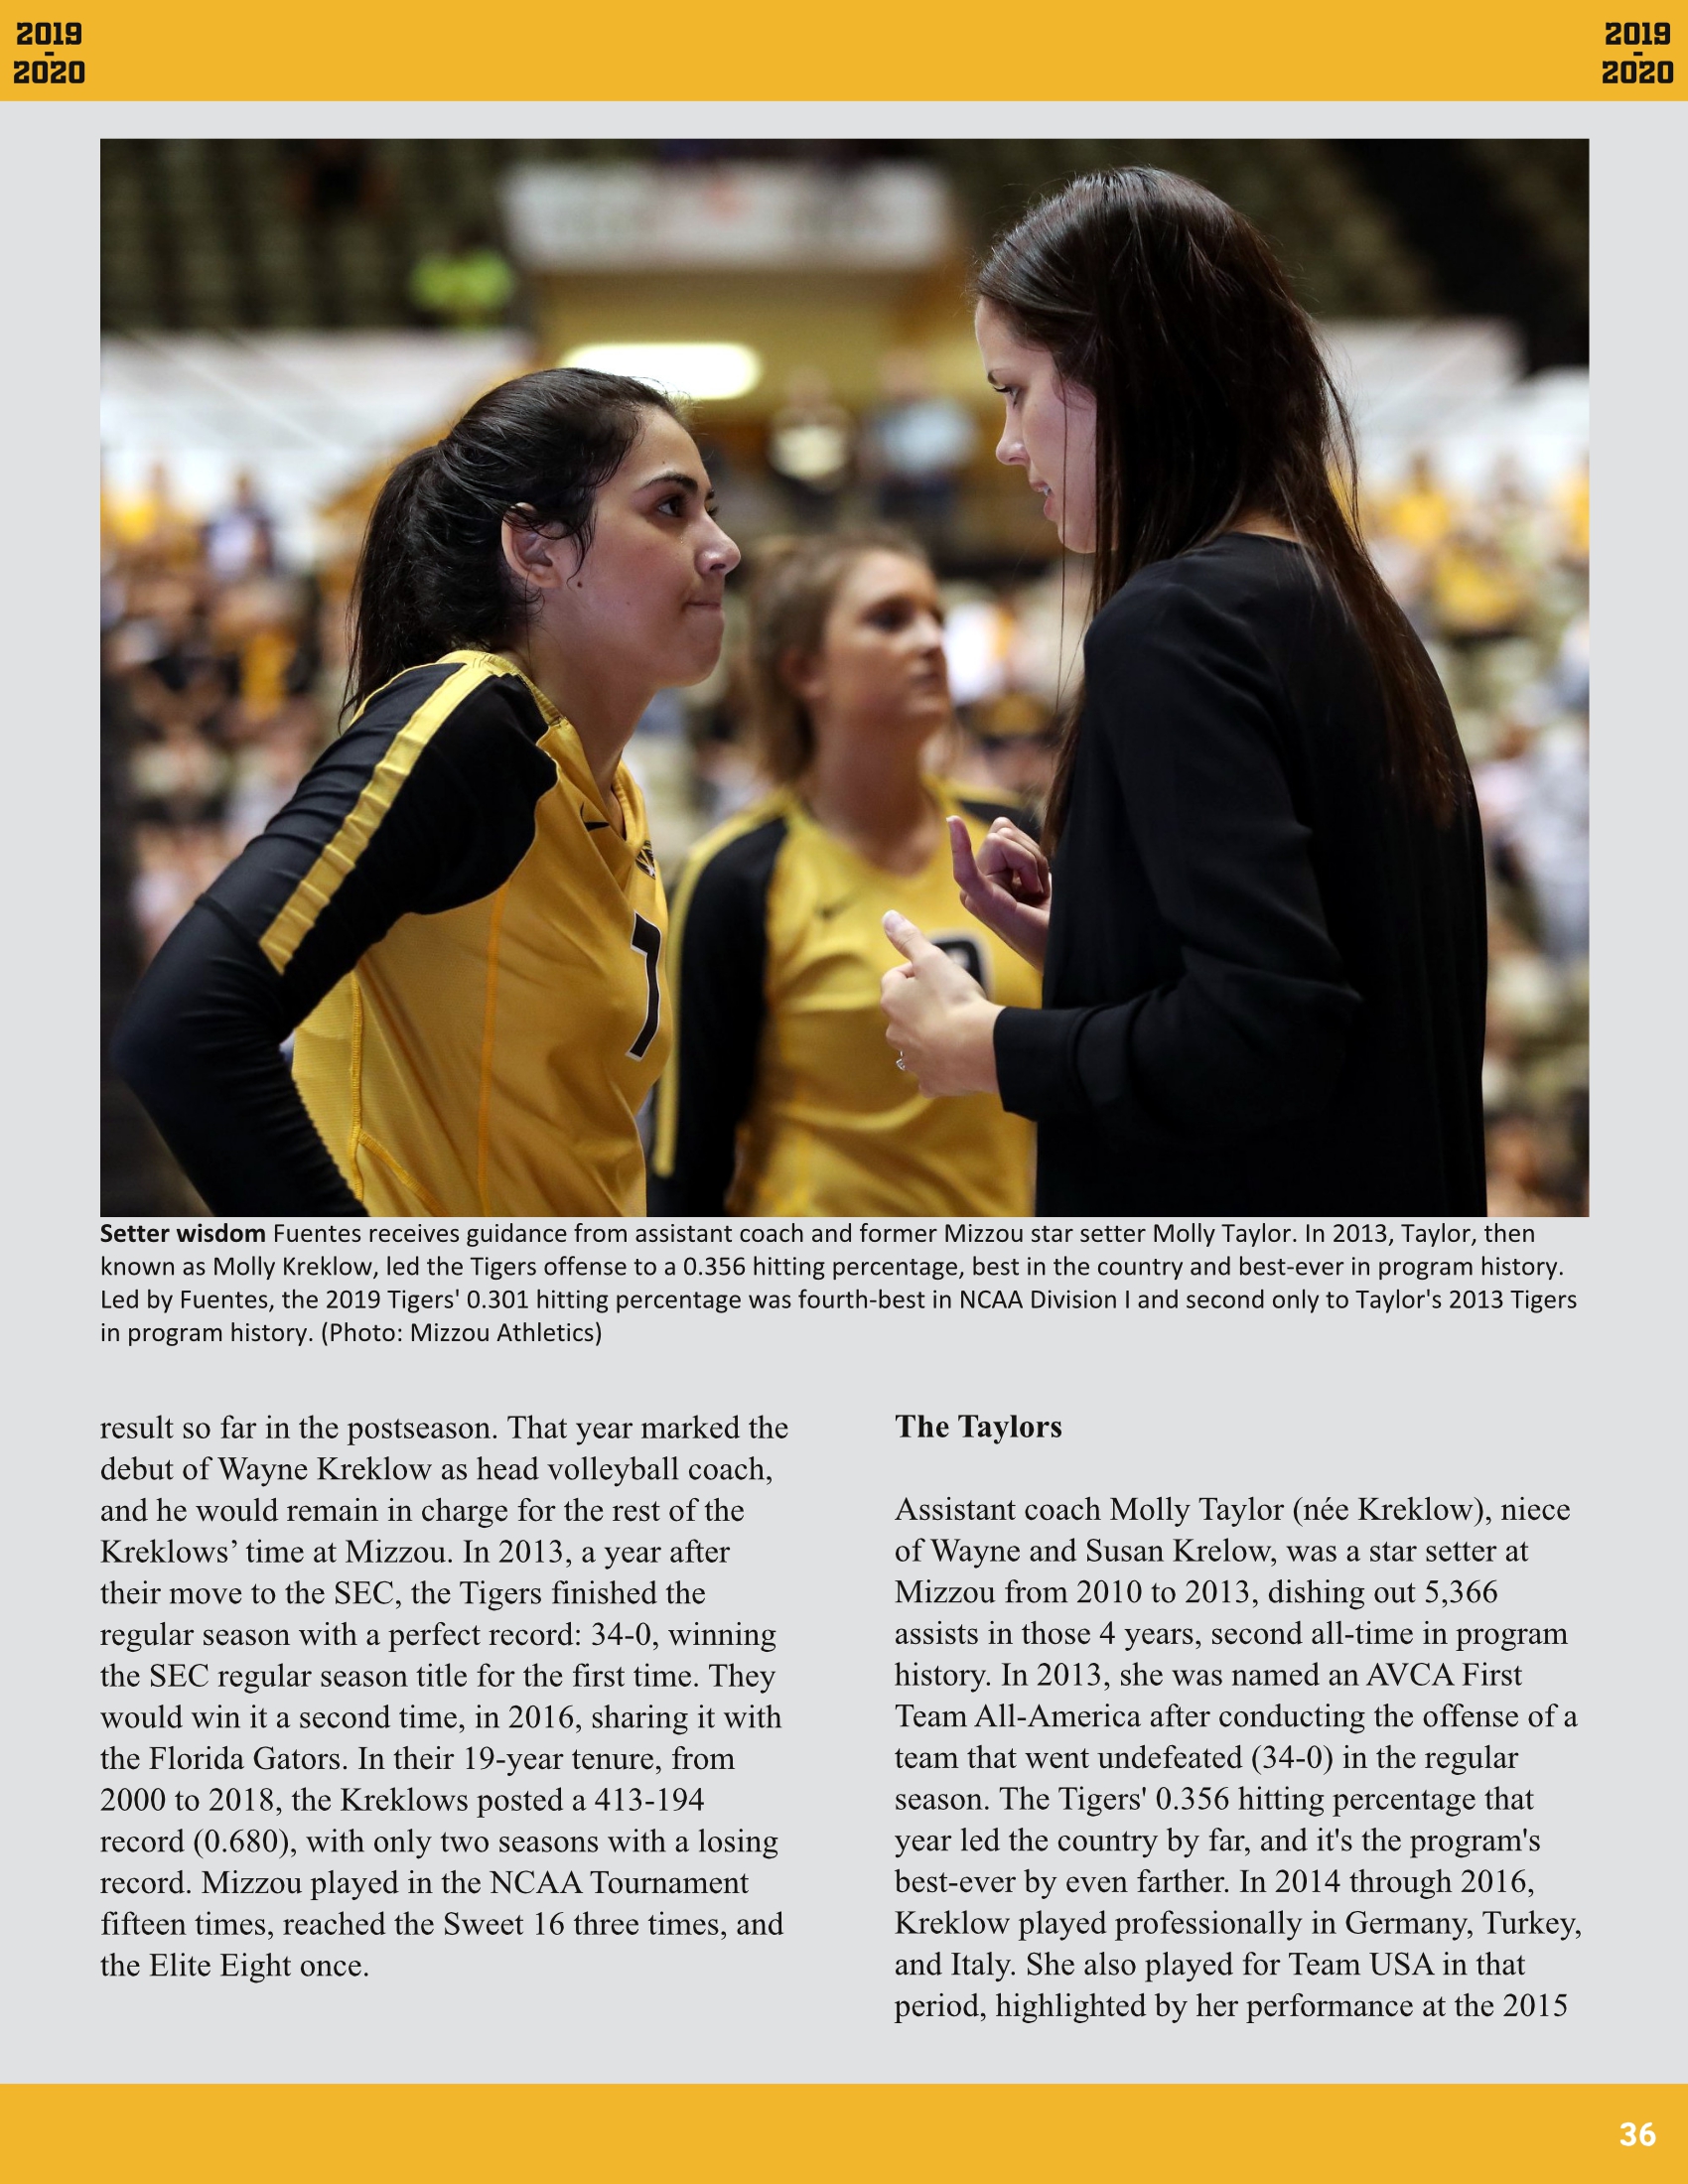 2019
-
2020
2019
-
2020
7
Setter wisdom Fuentes receives guidance from assistant coach and former Mizzou star setter Molly Taylor. In 2013, Taylor, then
known as Molly Kreklow, led the Tigers offense to a 0.356 hitting percentage, best in the country and best-ever in program history.
Led by Fuentes, the 2019 Tigers' 0.301 hitting percentage was fourth-best in NCAA Division I and second only to Taylor's 2013 Tigers
in program history. (Photo: Mizzou Athletics)
result so far in the postseason. That year marked the
debut of Wayne Kreklow as head volleyball coach,
and he would remain in charge for the rest of the
Kreklows’ time at Mizzou. In 2013, a year after
their move to the SEC, the Tigers finished the
regular season with a perfect record: 34-0, winning
the SEC regular season title for the first time. They
would win it a second time, in 2016, sharing it with
the Florida Gators. In their 19-year tenure, from
2000 to 2018, the Kreklows posted a 413-194
record (0.680), with only two seasons with a losing
record. Mizzou played in the NCAA Tournament
fifteen times, reached the Sweet 16 three times, and
the Elite Eight once.
The Taylors
Assistant coach Molly Taylor (née Kreklow), niece
of Wayne and Susan Krelow, was a star setter at
Mizzou from 2010 to 2013, dishing out 5,366
assists in those 4 years, second all-time in program
history. In 2013, she was named an AVCA First
Team All-America after conducting the offense of a
team that went undefeated (34-0) in the regular
season. The Tigers' 0.356 hitting percentage that
year led the country by far, and it's the program's
best-ever by even farther. In 2014 through 2016,
Kreklow played professionally in Germany, Turkey,
and Italy. She also played for Team USA in that
period, highlighted by her performance at the 2015
36